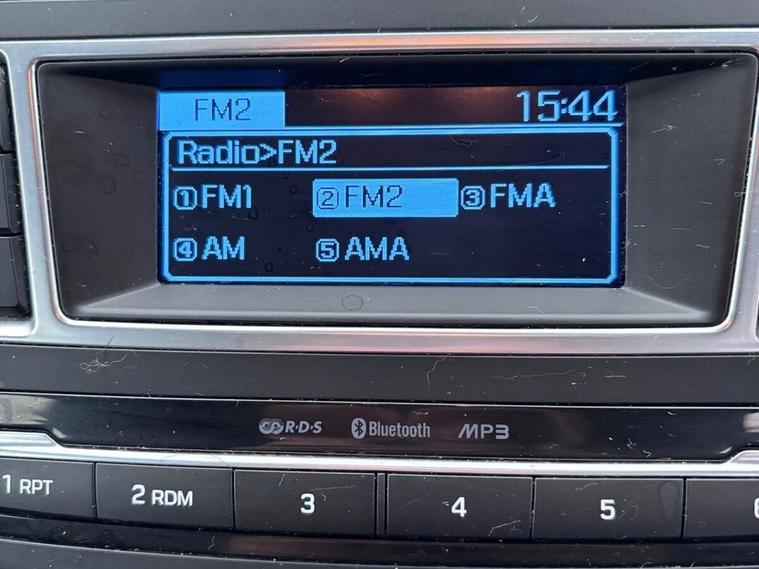 FM2 15:44
Radio>FM2
①FM1 ②FM2 ③FMA
④AM ⑤AMA
R·D·S Bluetooth MP3
1 RPT 2 RDM 3 4 5 6